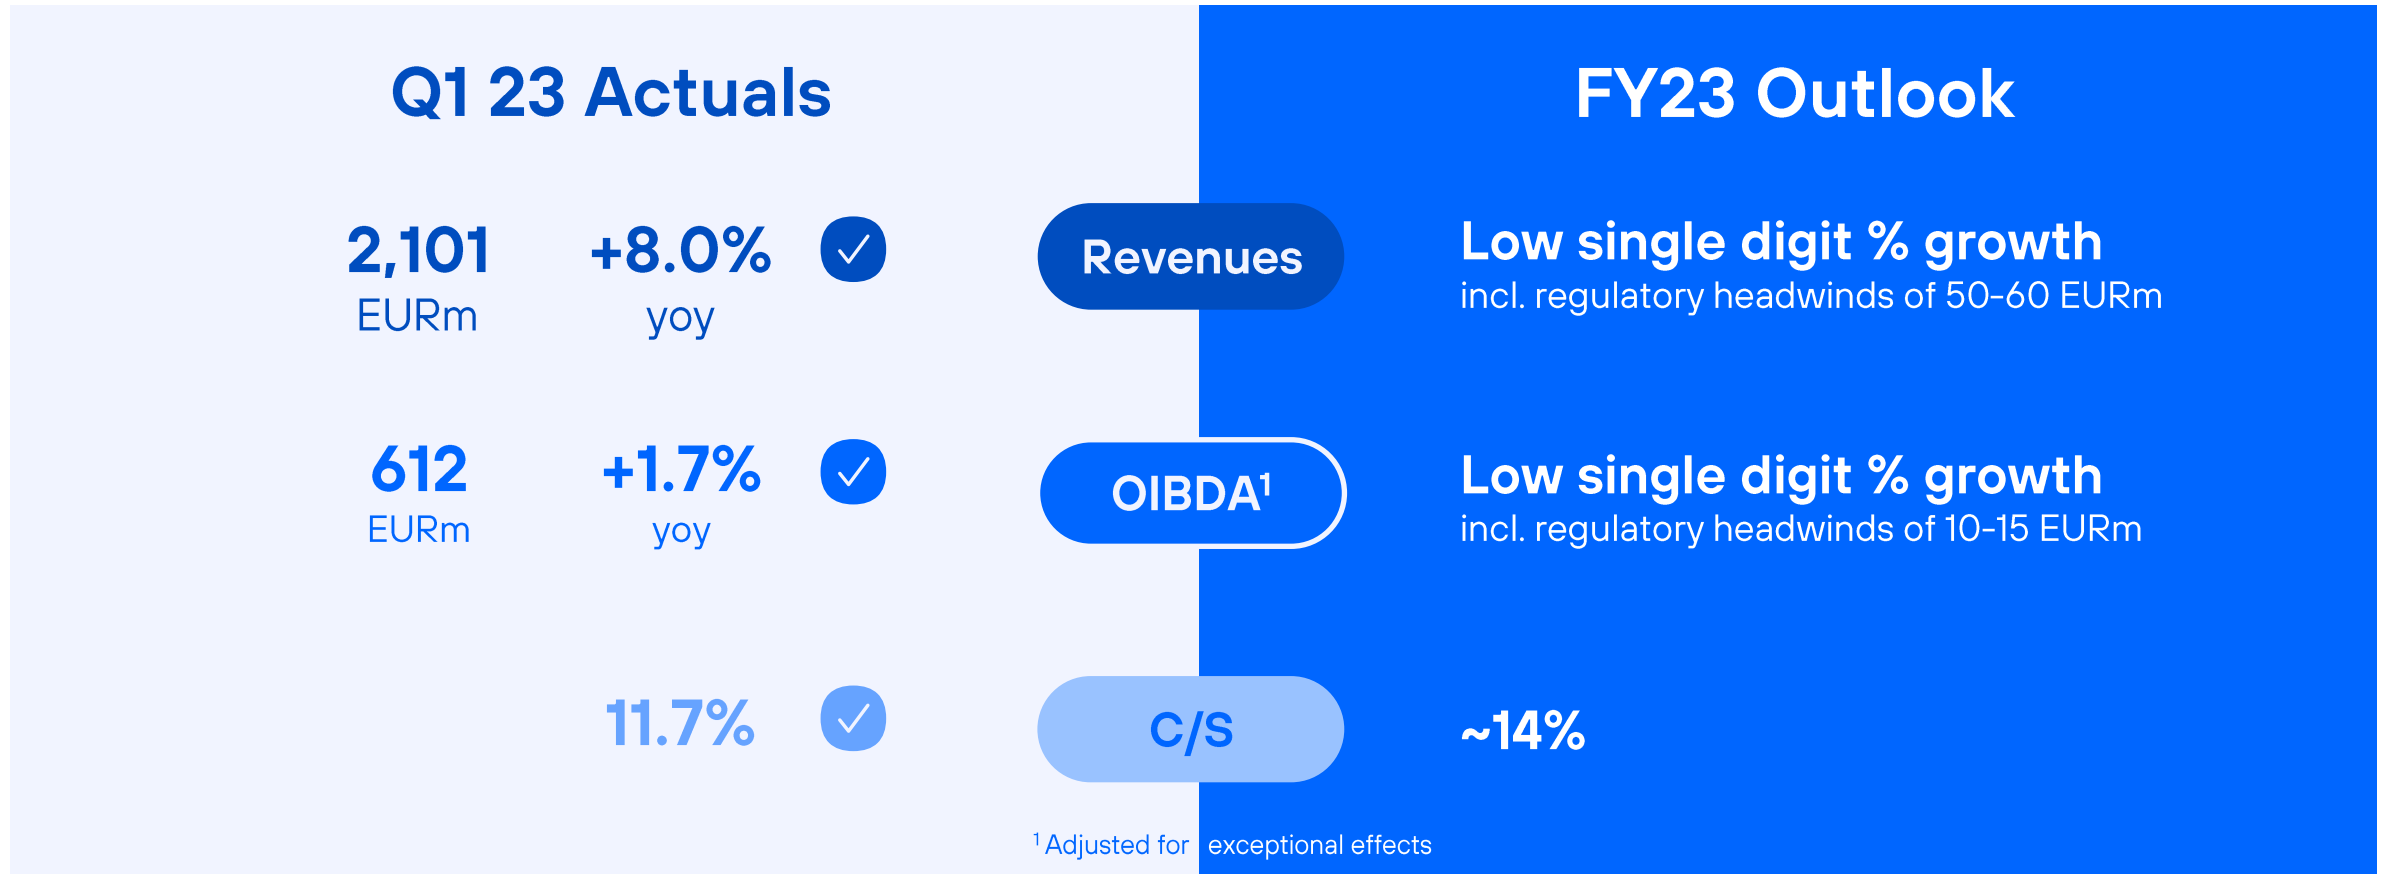 Q1 23 Actuals
FY23 Outlook
2,101 +8.0% Revenues Low single digit % growth
EURm yoy incl. regulatory headwinds of 50-60 EURm
612 +1.7% OIBDA¹ Low single digit % growth
EURm yoy incl. regulatory headwinds of 10-15 EURm
11.7% C/S ~14%
¹ Adjusted for exceptional effects